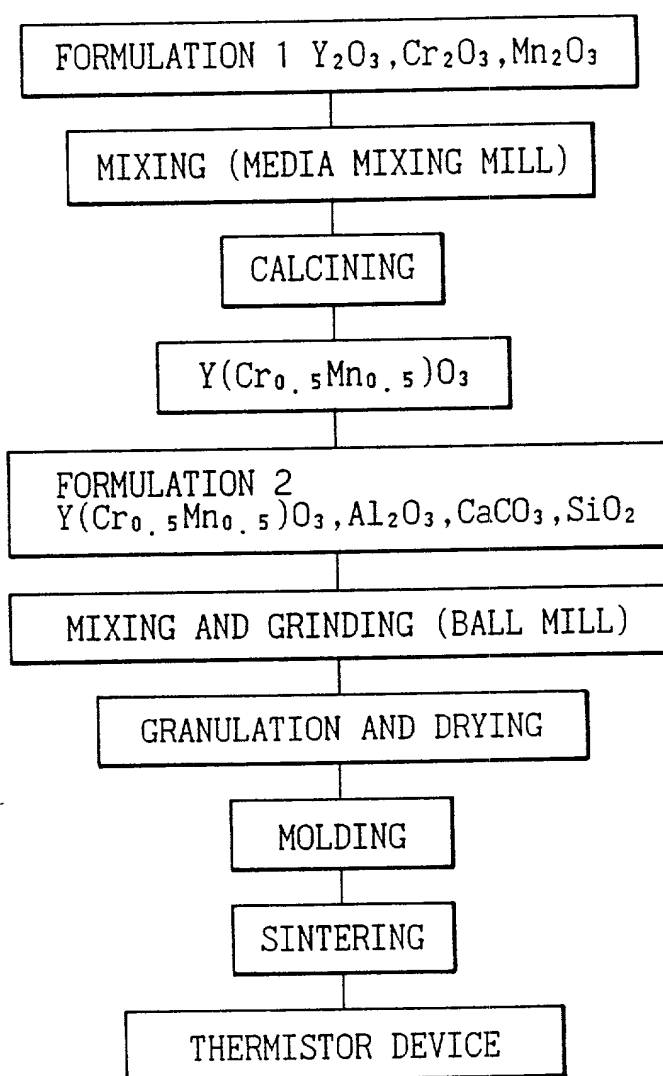 FORMULATION 1 Y₂O₃,Cr₂O₃,Mn₂O₃
MIXING (MEDIA MIXING MILL)
CALCINING
Y(Cr₀.₅Mn₀.₅)O₃
FORMULATION 2
Y(Cr₀.₅Mn₀.₅)O₃,Al₂O₃,CaCO₃,SiO₂
MIXING AND GRINDING (BALL MILL)
GRANULATION AND DRYING
MOLDING
SINTERING
THERMISTOR DEVICE